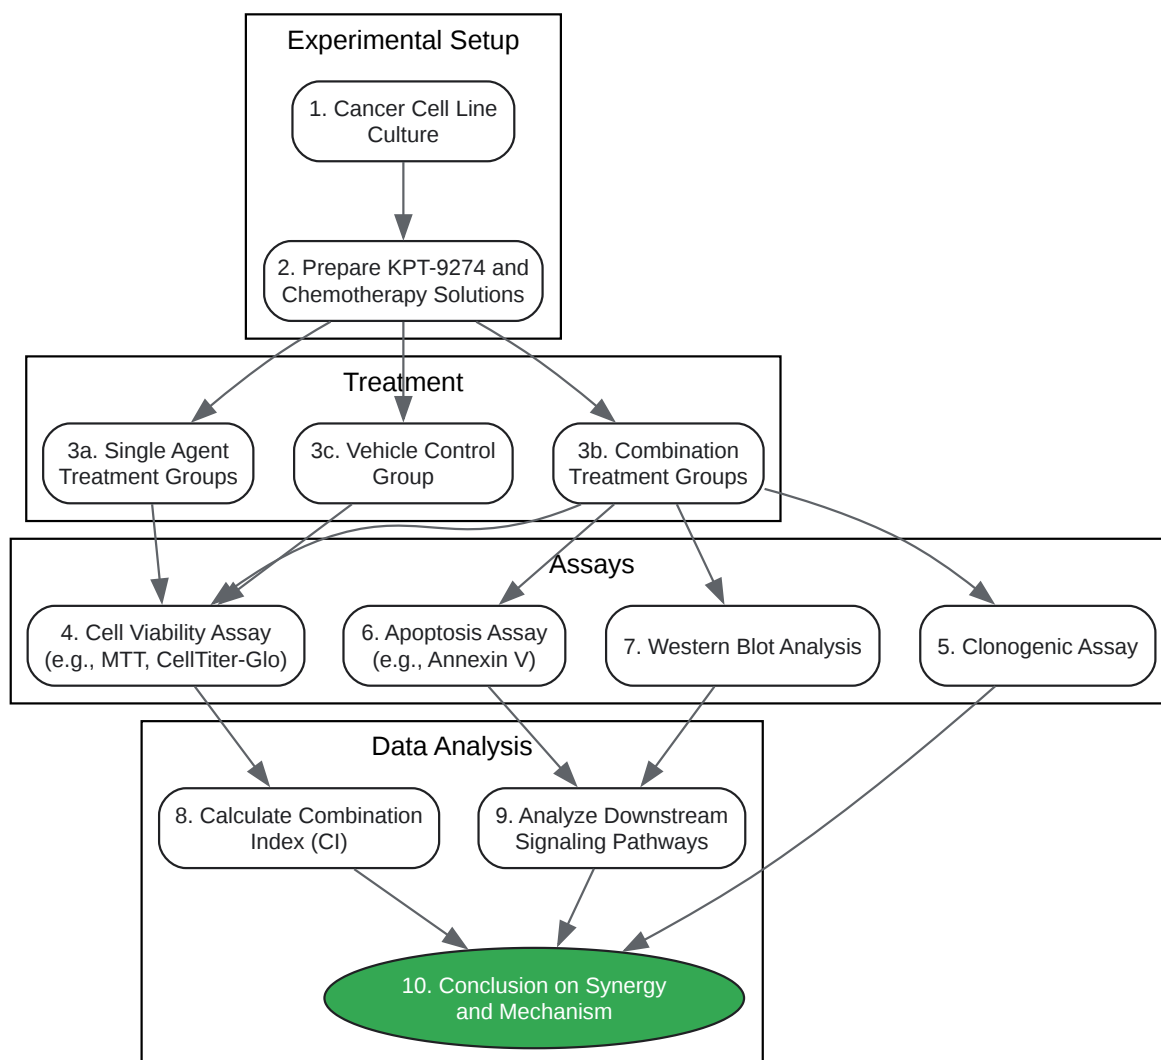 Experimental Setup
1. Cancer Cell Line
Culture
2. Prepare KPT-9274 and
Chemotherapy Solutions
Treatment
3a. Single Agent
Treatment Groups
3c. Vehicle Control
Group
3b. Combination
Treatment Groups
Assays
4. Cell Viability Assay
(e.g., MTT, CellTiter-Glo)
6. Apoptosis Assay
(e.g., Annexin V)
7. Western Blot Analysis
5. Clonogenic Assay
Data Analysis
8. Calculate Combination
Index (CI)
9. Analyze Downstream
Signaling Pathways
10. Conclusion on Synergy
and Mechanism